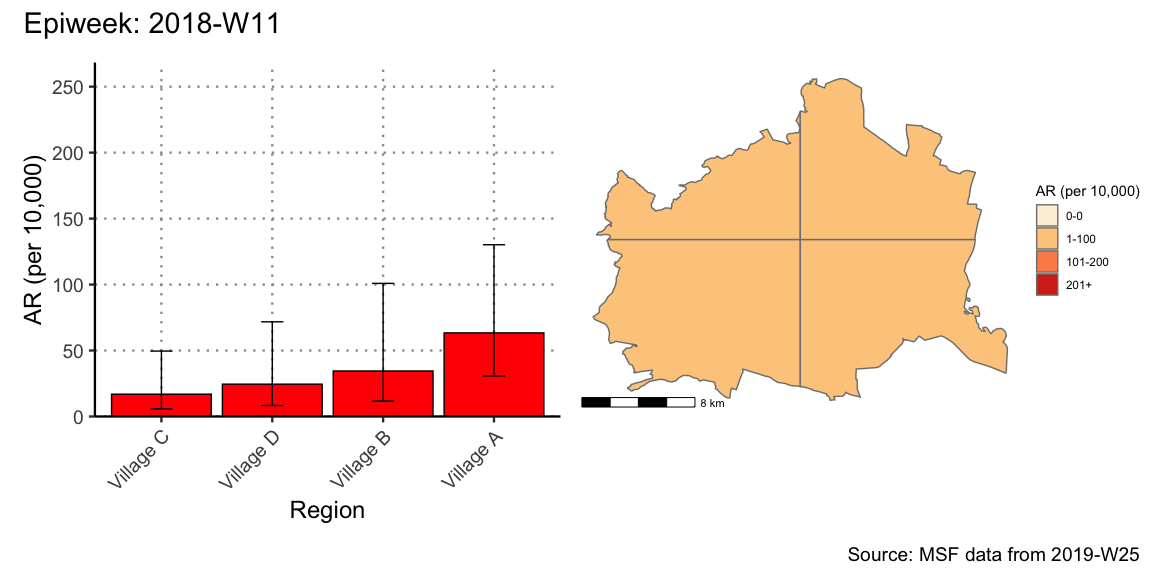 Epiweek: 2018-W11
AR (per 10,000)
250
200
150
100
50
0
Village C
Village D
Village B
Village A
Region
8 km
AR (per 10,000)
0-0
1-100
101-200
201+
Source: MSF data from 2019-W25